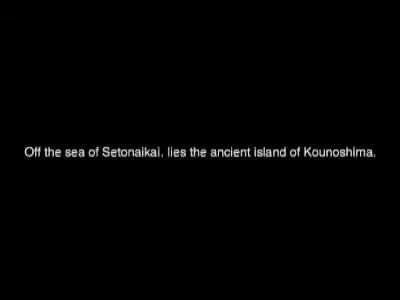 Off the sea of Setonaikai, lies the ancient island of Kounoshima.